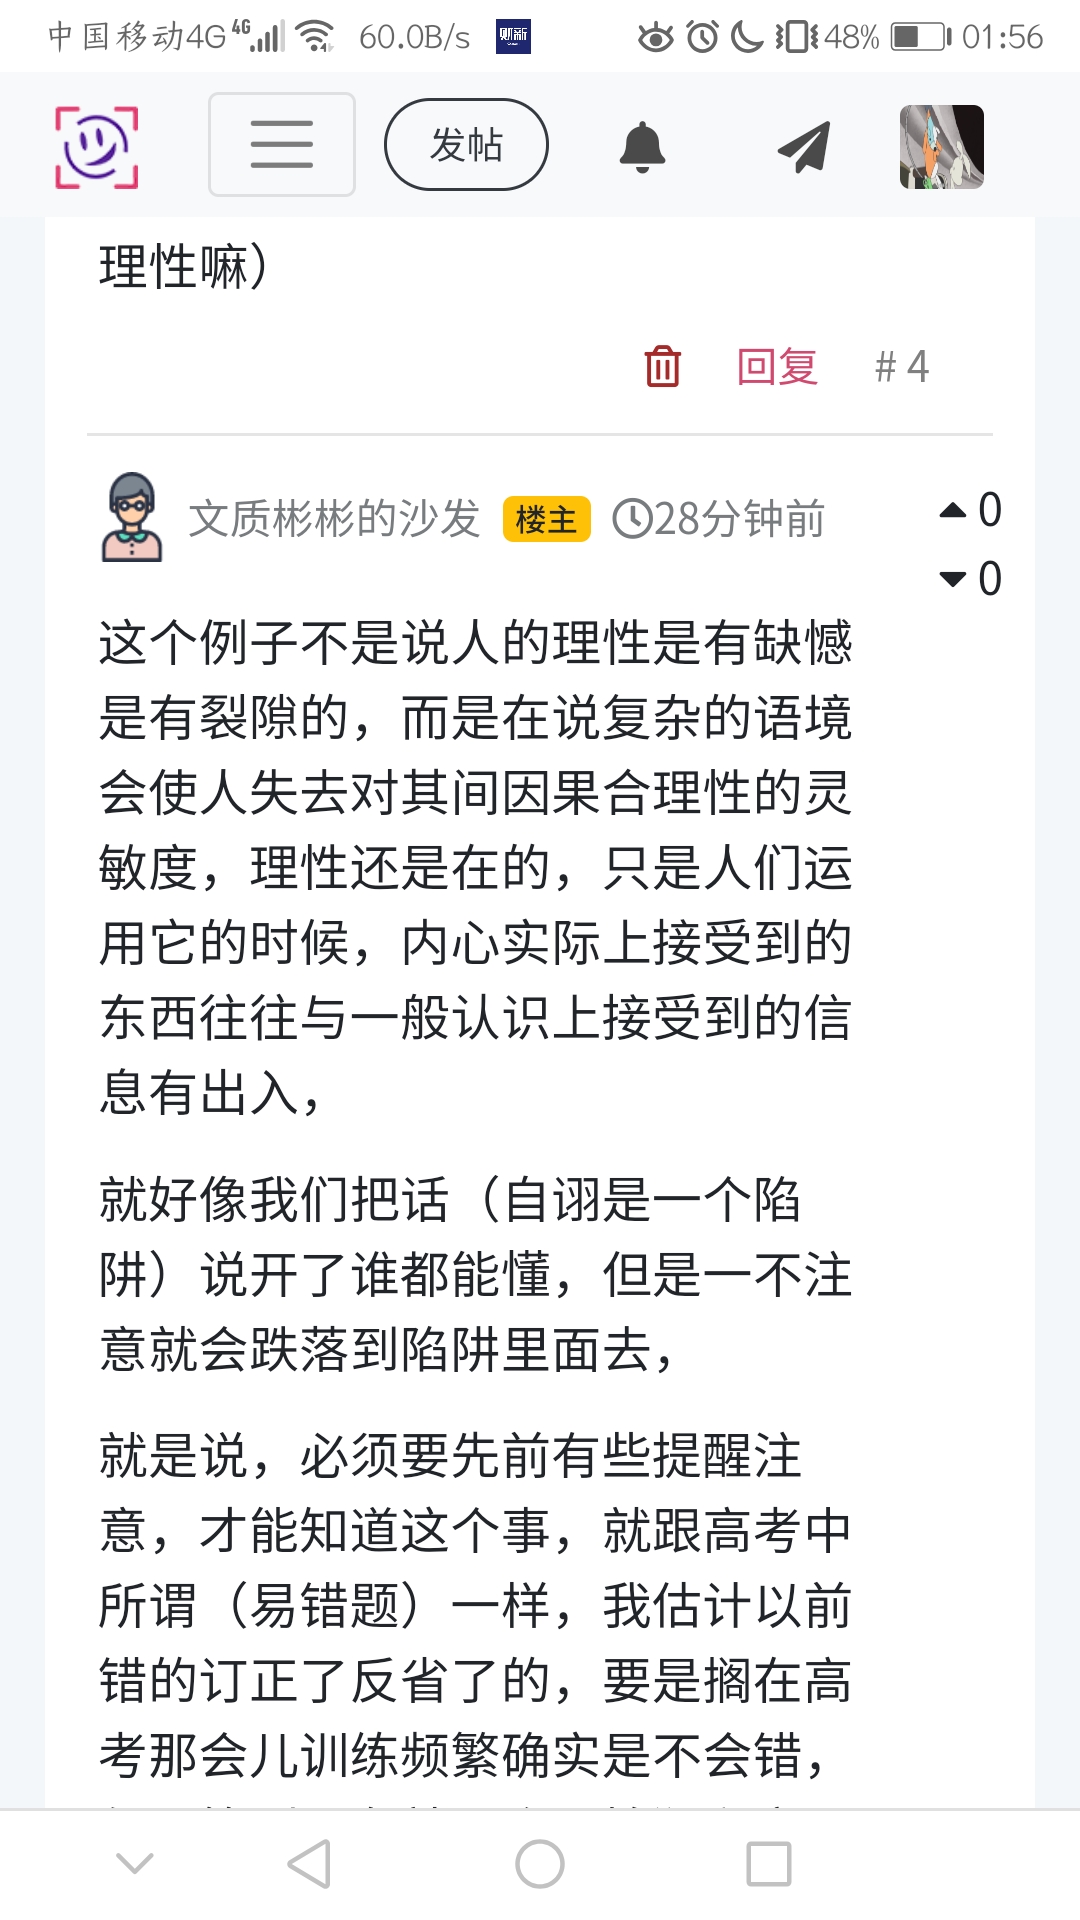 中国移动4G 4G 60.0B/s 财新 48% 01:56
发帖
理性嘛）
回复 # 4
文质彬彬的沙发 楼主 28分钟前 0
0
这个例子不是说人的理性是有缺憾
是有裂隙的，而是在说复杂的语境
会使人失去对其间因果合理性的灵
敏度，理性还是在的，只是人们运
用它的时候，内心实际上接受到的
东西往往与一般认识上接受到的信
息有出入，
就好像我们把话（自诩是一个陷
阱）说开了谁都能懂，但是一不注
意就会跌落到陷阱里面去，
就是说，必须要先前有些提醒注
意，才能知道这个事，就跟高考中
所谓（易错题）一样，我估计以前
错的订正了反省了的，要是搁在高
考那会儿训练频繁确实是不会错，